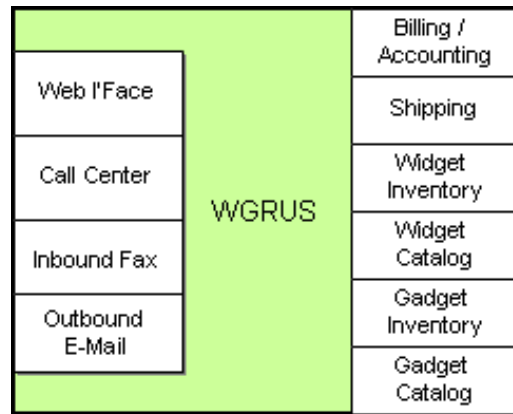 Web I'Face
Call Center
Inbound Fax
Outbound
E-Mail
WGRUS
Billing /
Accounting
Shipping
Widget
Inventory
Widget
Catalog
Gadget
Inventory
Gadget
Catalog